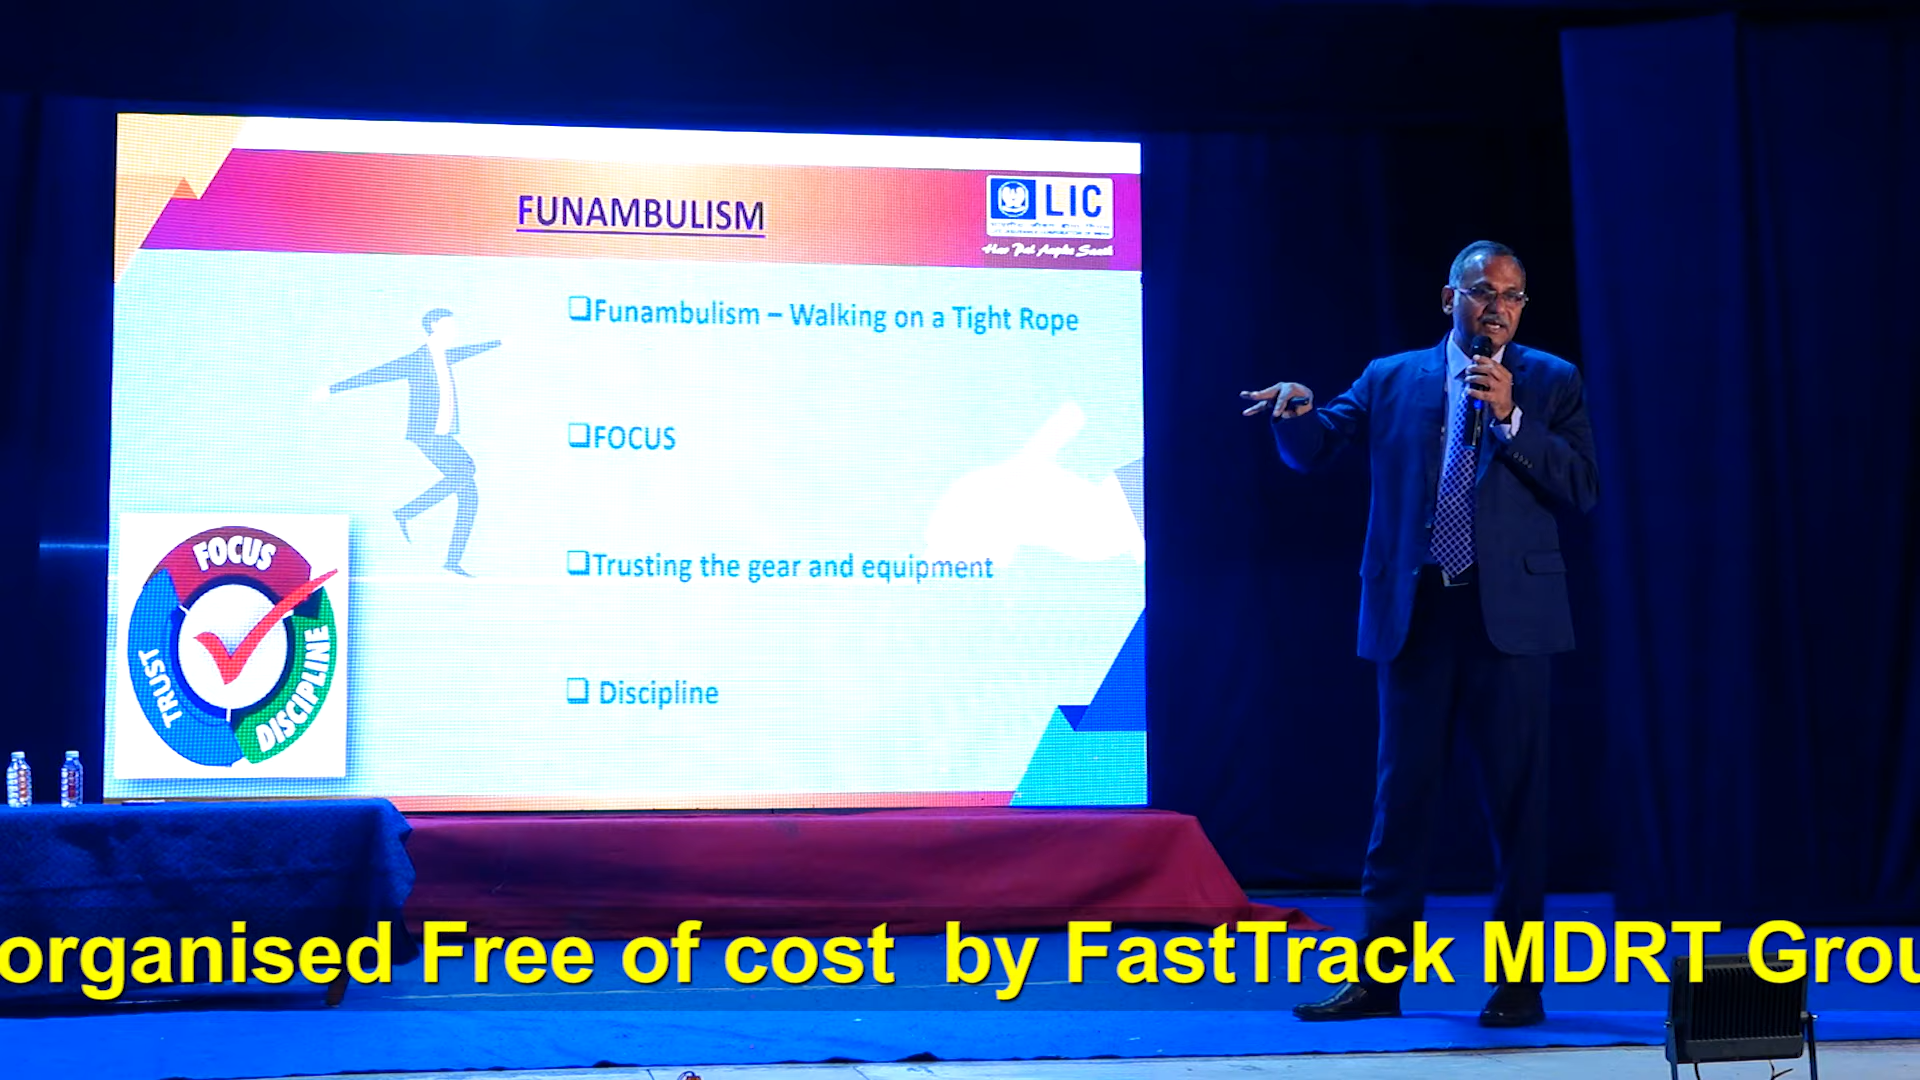 FUNAMBULISM
LIC
❑Funambulism – Walking on a Tight Rope
❑FOCUS
❑Trusting the gear and equipment
❑ Discipline
FOCUS
TRUST
DISCIPLINE
organised Free of cost by FastTrack MDRT Grou